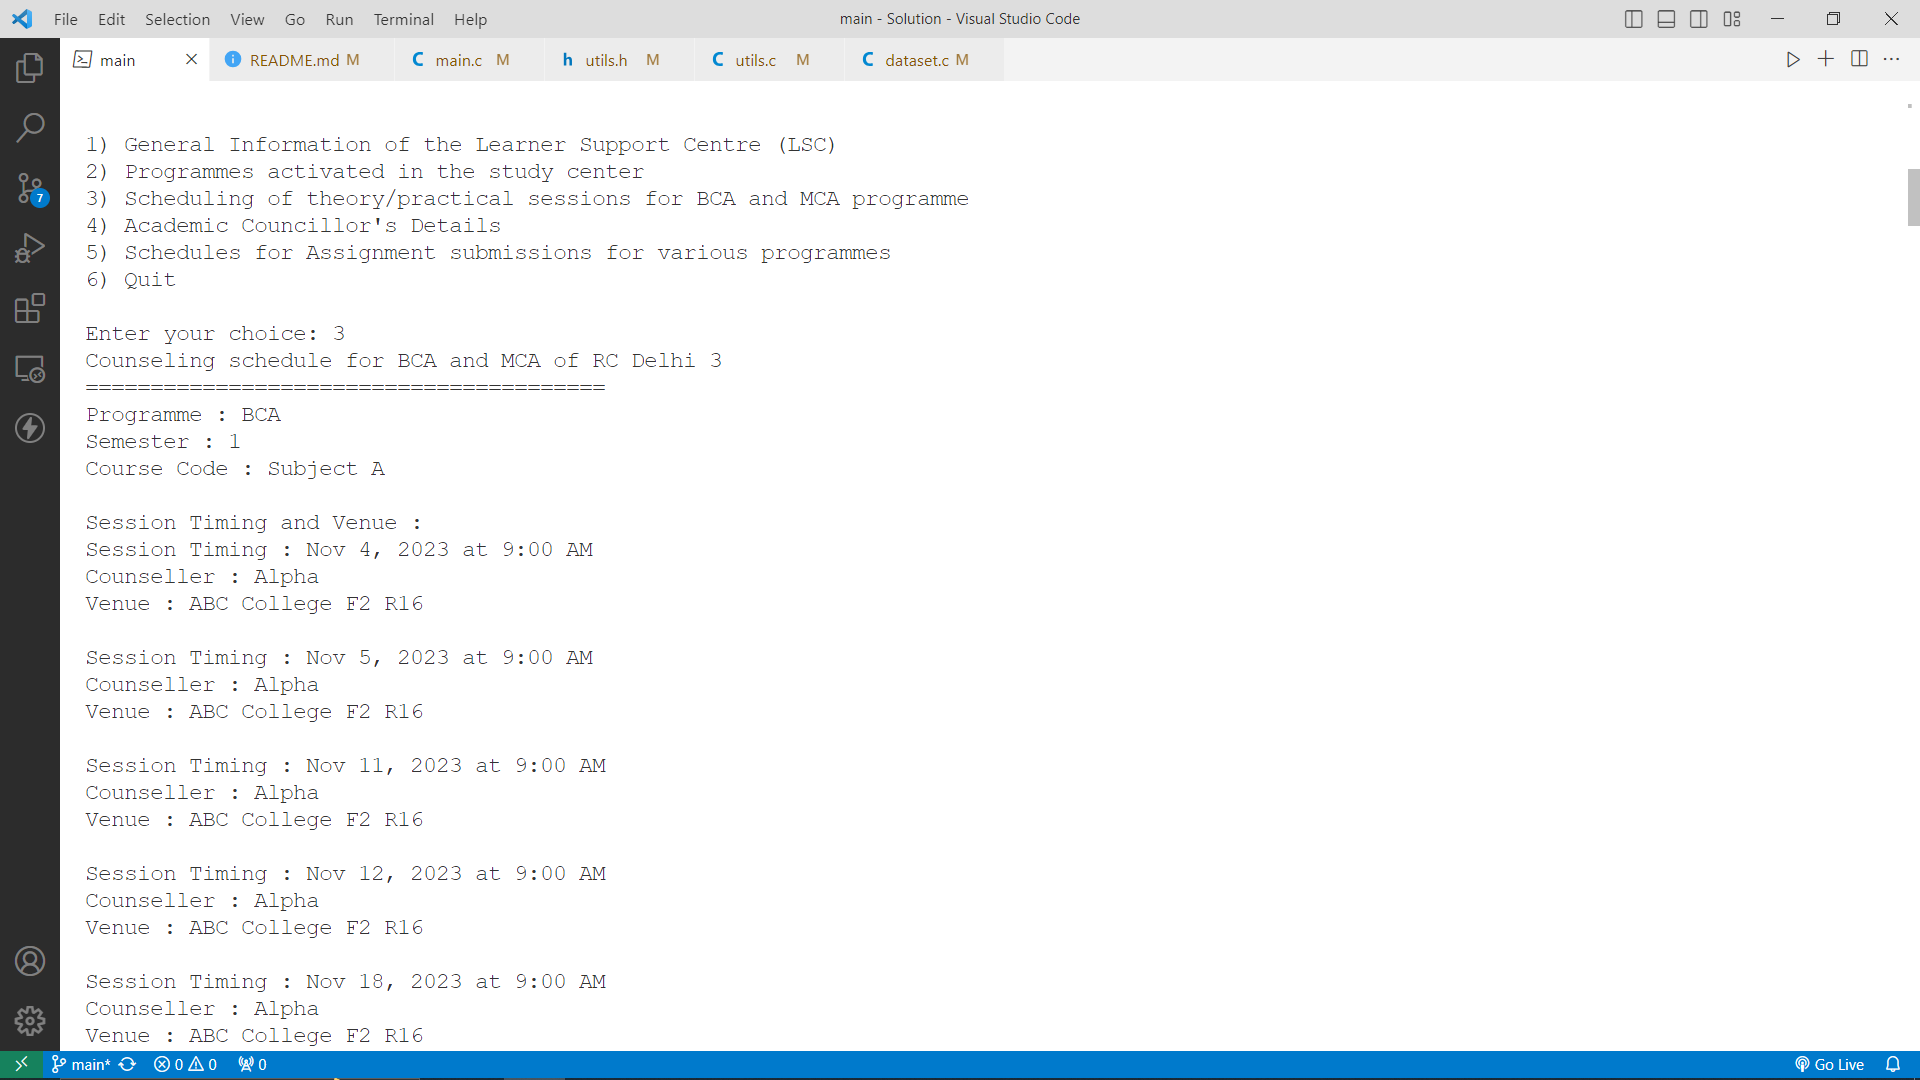 File Edit Selection View Go Run Terminal Help
main - Solution - Visual Studio Code
main
README.md M
C main.c M
h utils.h M
C utils.c M
C dataset.c M
1) General Information of the Learner Support Centre (LSC)
2) Programmes activated in the study center
3) Scheduling of theory/practical sessions for BCA and MCA programme
4) Academic Councillor's Details
5) Schedules for Assignment submissions for various programmes
6) Quit
Enter your choice: 3
Counseling schedule for BCA and MCA of RC Delhi 3
========================================
Programme : BCA
Semester : 1
Course Code : Subject A
Session Timing and Venue :
Session Timing : Nov 4, 2023 at 9:00 AM
Counseller : Alpha
Venue : ABC College F2 R16
Session Timing : Nov 5, 2023 at 9:00 AM
Counseller : Alpha
Venue : ABC College F2 R16
Session Timing : Nov 11, 2023 at 9:00 AM
Counseller : Alpha
Venue : ABC College F2 R16
Session Timing : Nov 12, 2023 at 9:00 AM
Counseller : Alpha
Venue : ABC College F2 R16
Session Timing : Nov 18, 2023 at 9:00 AM
Counseller : Alpha
Venue : ABC College F2 R16
7
main* 0 0 0
Go Live